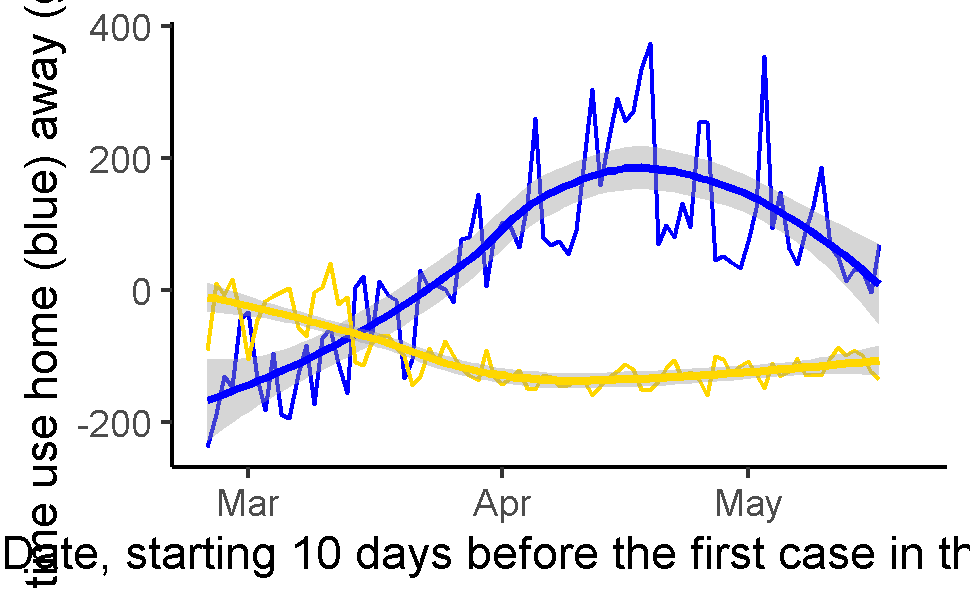 time use home (blue) away (
400
200
0
-200
Mar Apr May
Date, starting 10 days before the first case in th